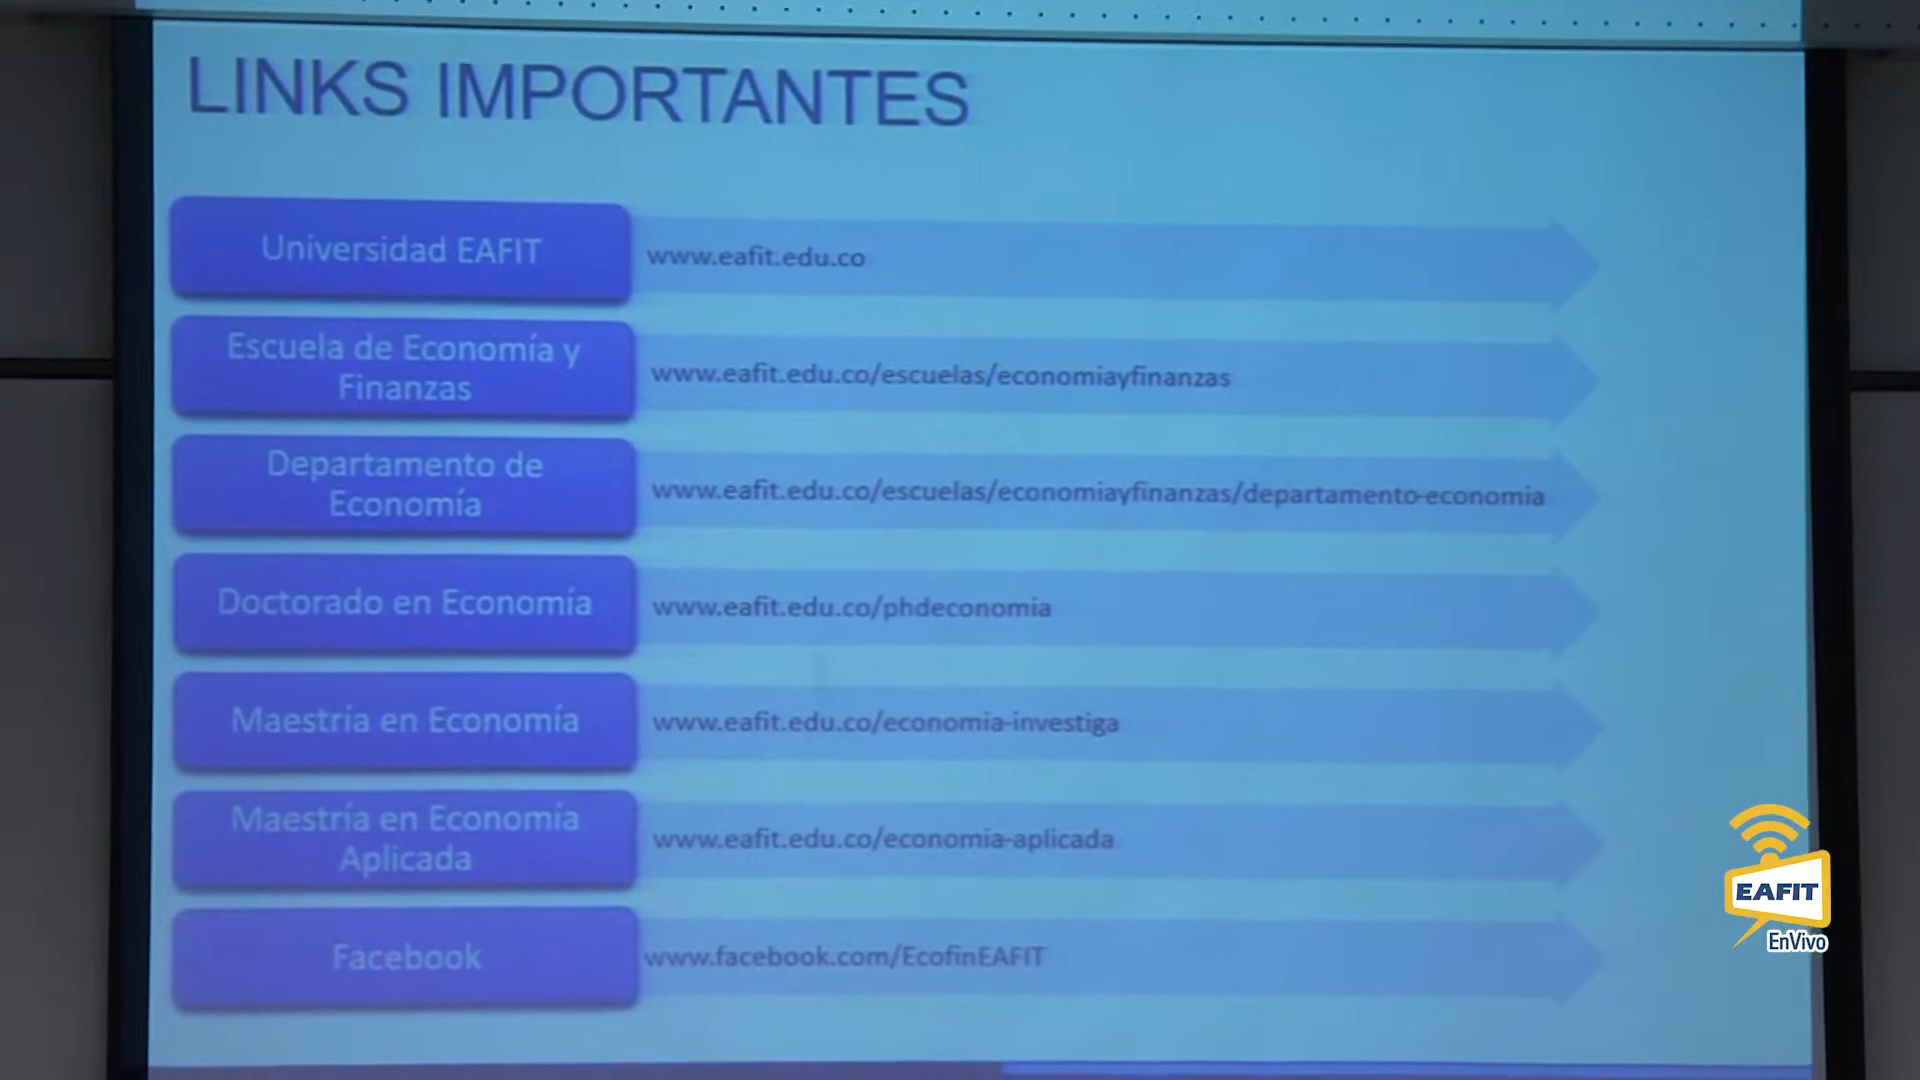 LINKS IMPORTANTES
Universidad EAFIT
www.eafit.edu.co
Escuela de Economía y
Finanzas
www.eafit.edu.co/escuelas/economiayfinanzas
Departamento de
Economía
www.eafit.edu.co/escuelas/economiayfinanzas/departamento-economia
Doctorado en Economía
www.eafit.edu.co/phdeconomia
Maestría en Economía
www.eafit.edu.co/economia-investiga
Maestría en Economía
Aplicada
www.eafit.edu.co/economia-aplicada
Facebook
www.facebook.com/EcofinEAFIT
EAFIT
EnVivo